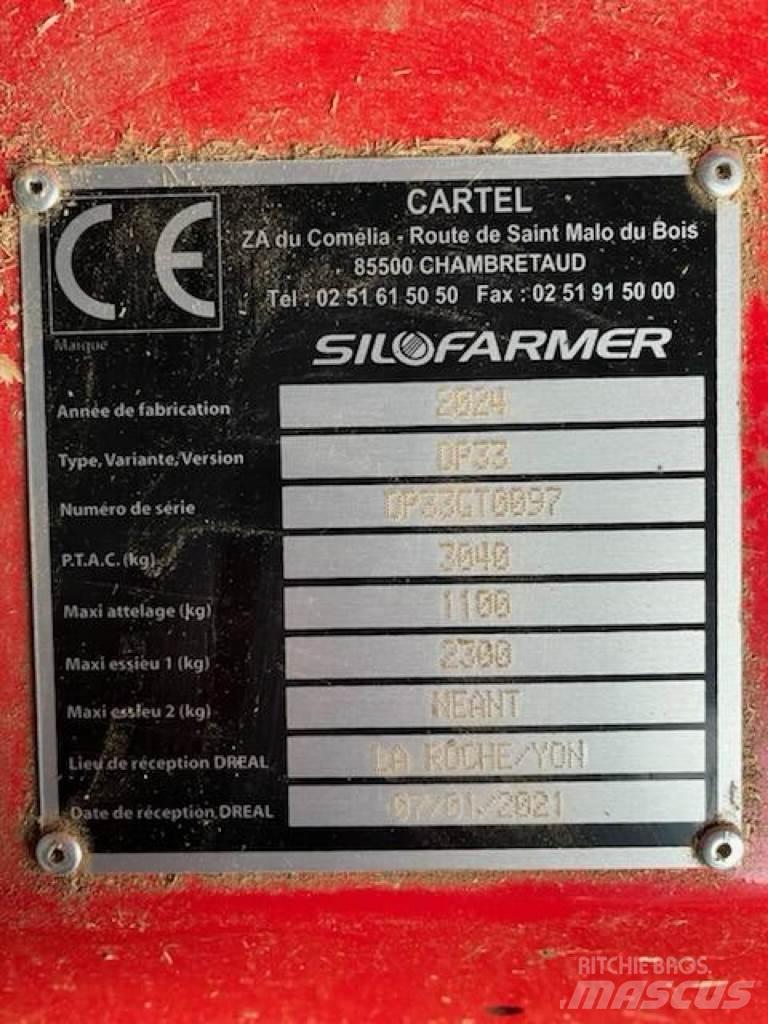 CE
CARTEL
ZA du Comélia - Route de Saint Malo du Bois
85500 CHAMBRETAUD
Tél : 02 51 61 50 50 Fax : 02 51 91 50 00
Marque SILOFARMER
Année de fabrication 2024
Type, Variante, Version DP33
Numéro de série DP33GT0097
P.T.A.C. (kg) 3040
Maxi attelage (kg) 1100
Maxi essieu 1 (kg) 2300
Maxi essieu 2 (kg) NEANT
Lieu de réception DREAL LA ROCHE/YON
Date de réception DREAL 07/01/2021
RITCHIE BROS.
MASCUS